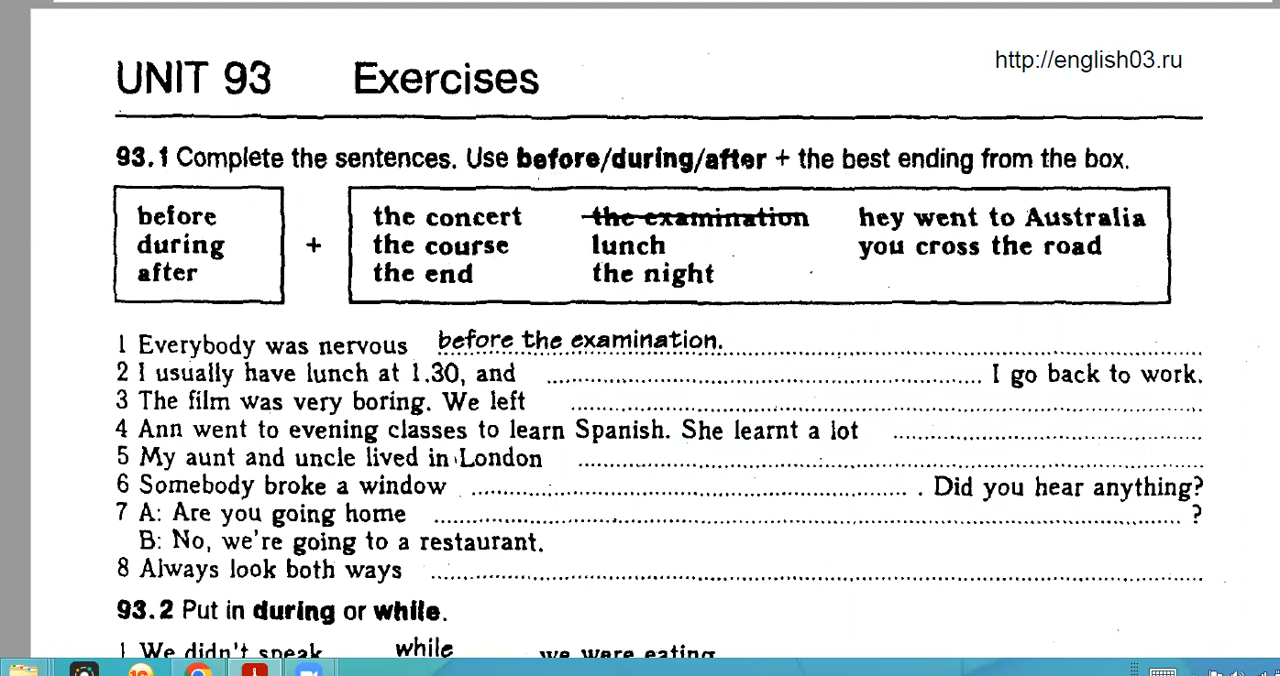 http://english03.ru
UNIT 93 Exercises
93.1 Complete the sentences. Use before/during/after + the best ending from the box.
before
during
after
+
the concert the examination hey went to Australia
the course lunch you cross the road
the end the night
1 Everybody was nervous before the examination.
2 I usually have lunch at 1.30, and .......... I go back to work.
3 The film was very boring. We left ..........
4 Ann went to evening classes to learn Spanish. She learnt a lot ..........
5 My aunt and uncle lived in London ..........
6 Somebody broke a window .......... . Did you hear anything?
7 A: Are you going home .......... ?
B: No, we're going to a restaurant.
8 Always look both ways ..........
93.2 Put in during or while.
1 We didn't speak while we were eating